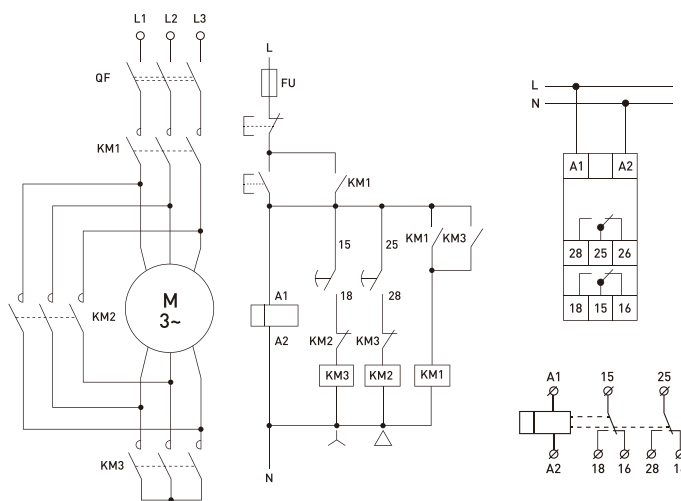 L1 L2 L3
QF
KM1
KM2
M
3~
KM3
L
FU
KM1
15 25 KM1 KM3
A1
18 28
A2 KM2 KM3
KM3 KM2 KM1
N
L
N
A1 A2
28 25 26
18 15 16
A1 15 25
A2 18 16 28